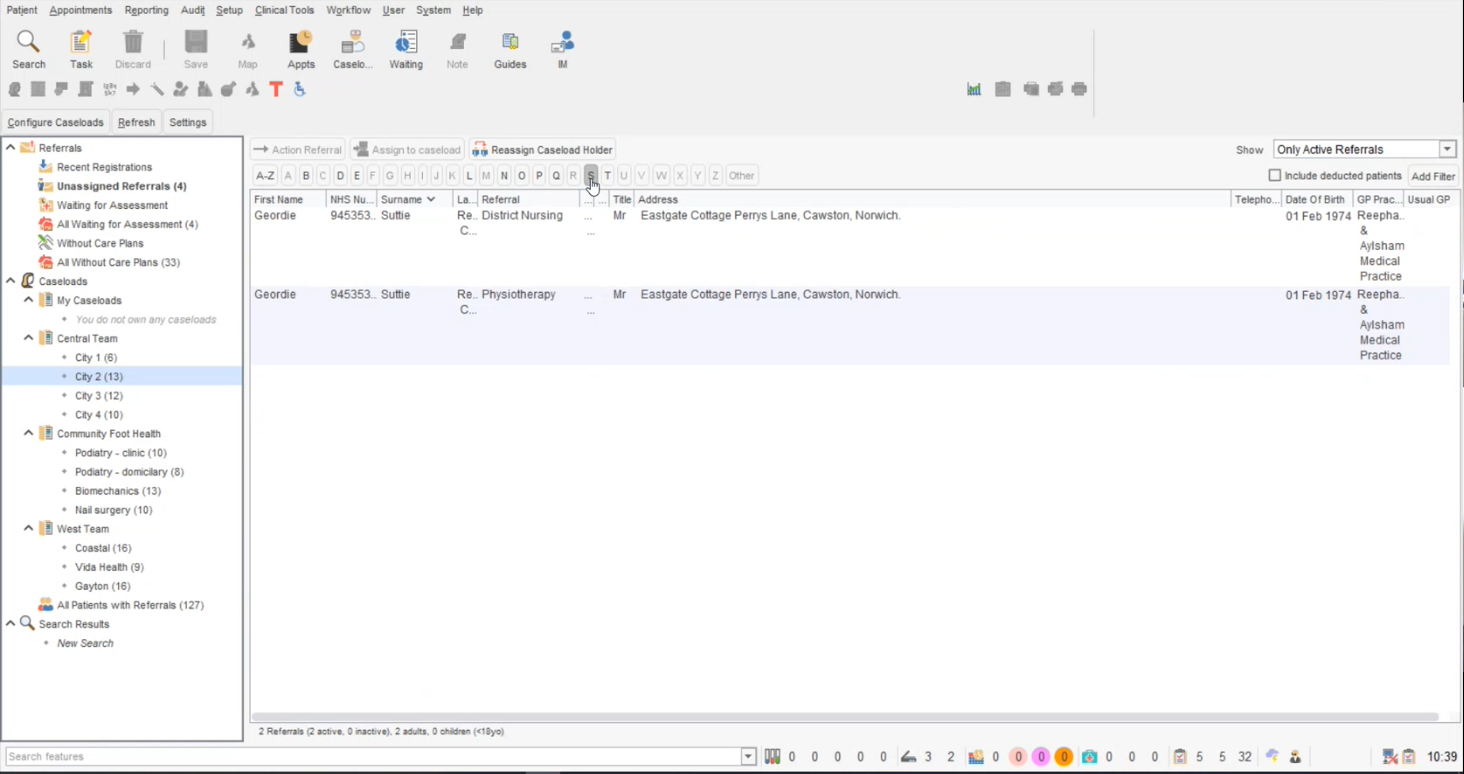 Patient Appointments Reporting Audit Setup Clinical Tools Workflow User System Help
Search Task Discard Save Map Appts Caselo... Waiting Note Guides IM
Configure Caseloads Refresh Settings
Referrals
Recent Registrations
Unassigned Referrals (4)
Waiting for Assessment
All Waiting for Assessment (4)
Without Care Plans
All Without Care Plans (33)
Caseloads
My Caseloads
You do not own any caseloads
Central Team
City 1 (6)
City 2 (13)
City 3 (12)
City 4 (10)
Community Foot Health
Podiatry - clinic (10)
Podiatry - domicilary (8)
Biomechanics (13)
Nail surgery (10)
West Team
Coastal (16)
Vida Health (9)
Gayton (16)
All Patients with Referrals (127)
Search Results
New Search
Action Referral Assign to caseload Reassign Caseload Holder Show Only Active Referrals
A-Z A B C D E F G H I J K L M N O P Q R S T U V W X Y Z Other Include deducted patients Add Filter
First Name NHS Nu... Surname La... Referral ... ... Title Address Telepho... Date Of Birth GP Prac... Usual GP
Geordie 945353.. Suttie Re.. District Nursing ... Mr Eastgate Cottage Perrys Lane, Cawston, Norwich. 01 Feb 1974 Reepha..
C... ... &
Aylsham
Medical
Practice
Geordie 945353.. Suttie Re.. Physiotherapy ... Mr Eastgate Cottage Perrys Lane, Cawston, Norwich. 01 Feb 1974 Reepha..
C... ... &
Aylsham
Medical
Practice
2 Referrals (2 active, 0 inactive), 2 adults, 0 children (<18yo)
Search features 0 0 0 0 0 3 2 0 0 0 0 0 0 0 5 5 32 10:39